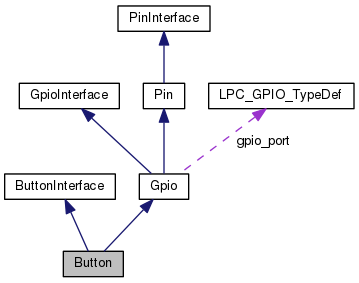 PinInterface
GpioInterface
Pin
LPC_GPIO_TypeDef
gpio_port
ButtonInterface
Gpio
Button